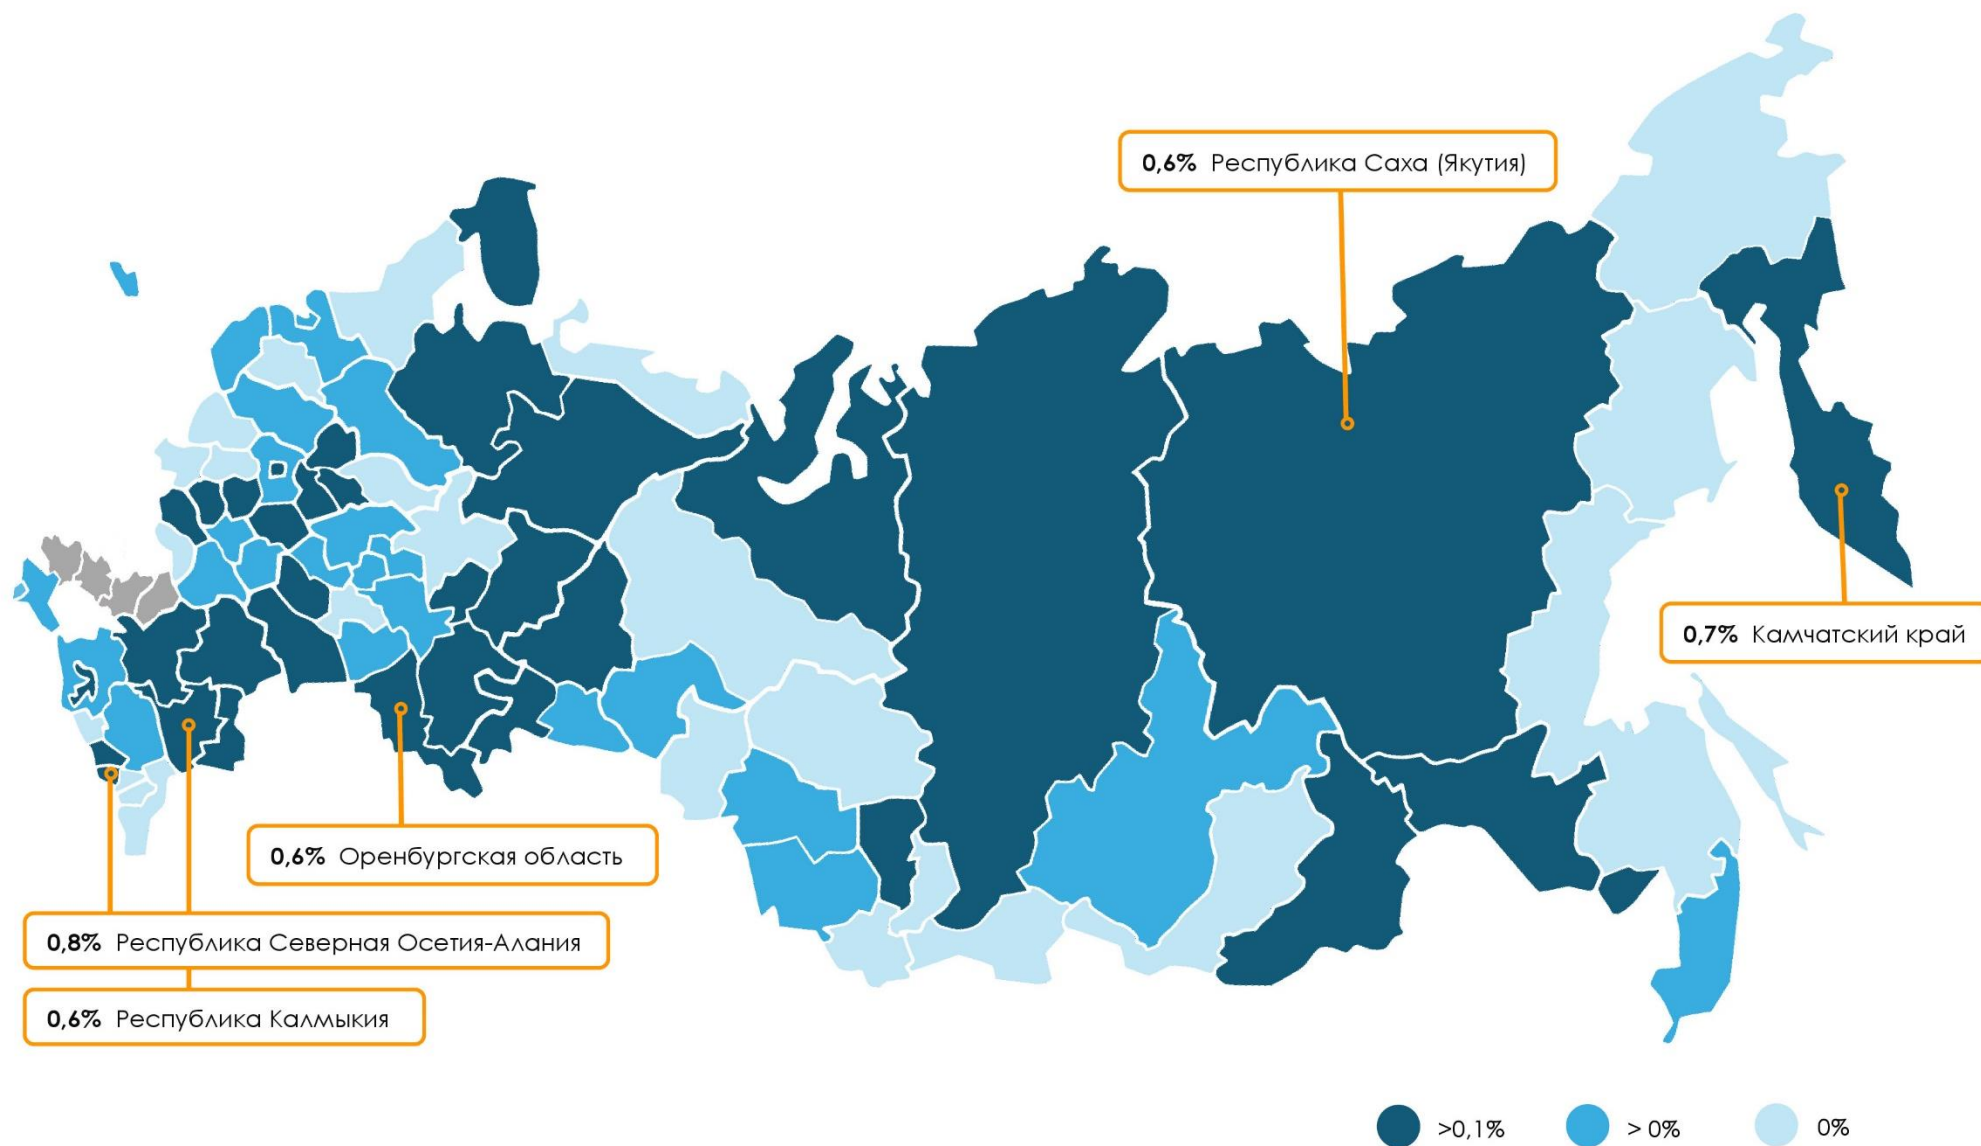 0,6% Республика Саха (Якутия)
0,7% Камчатский край
0,6% Оренбургская область
0,8% Республика Северная Осетия-Алания
0,6% Республика Калмыкия
>0,1%
> 0%
0%